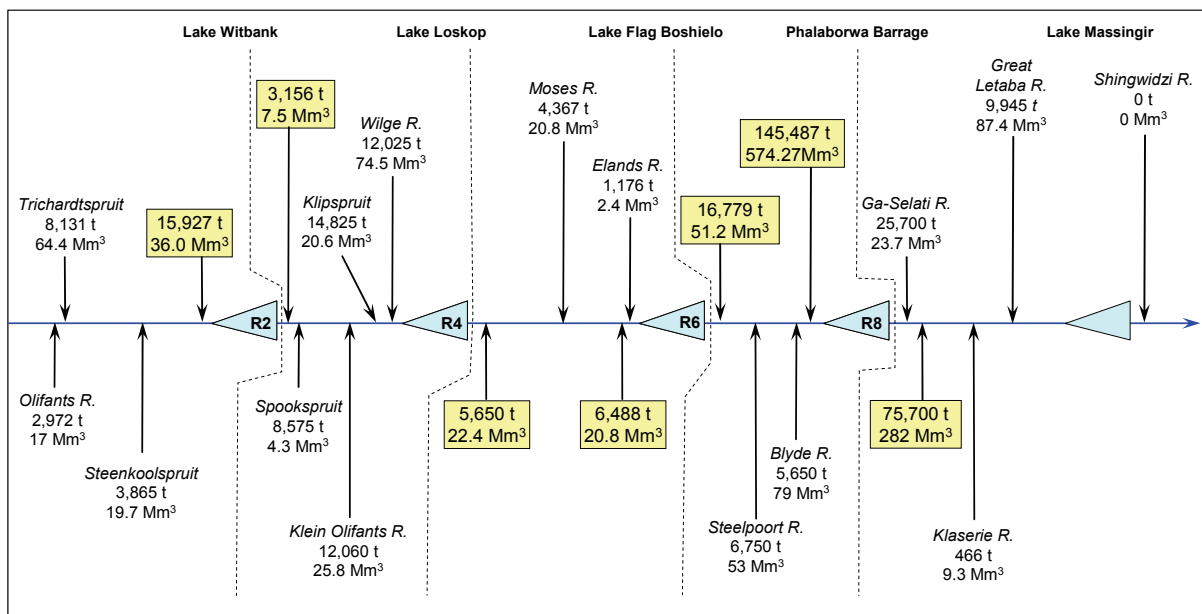 Lake Witbank
Lake Loskop
Lake Flag Boshielo
Phalaborwa Barrage
Lake Massingir
Trichardtspruit
8,131 t
64.4 Mm³
15,927 t
36.0 Mm³
3,156 t
7.5 Mm³
Klipspruit
14,825 t
20.6 Mm³
Wilge R.
12,025 t
74.5 Mm³
Moses R.
4,367 t
20.8 Mm³
Elands R.
1,176 t
2.4 Mm³
16,779 t
51.2 Mm³
145,487 t
574.27Mm³
Ga-Selati R.
25,700 t
23.7 Mm³
Great
Letaba R.
9,945 t
87.4 Mm³
Shingwidzi R.
0 t
0 Mm³
R2
R4
R6
R8
Olifants R.
2,972 t
17 Mm³
Steenkoolspruit
3,865 t
19.7 Mm³
Spookspruit
8,575 t
4.3 Mm³
Klein Olifants R.
12,060 t
25.8 Mm³
5,650 t
22.4 Mm³
6,488 t
20.8 Mm³
Steelpoort R.
6,750 t
53 Mm³
Blyde R.
5,650 t
79 Mm³
75,700 t
282 Mm³
Klaserie R.
466 t
9.3 Mm³